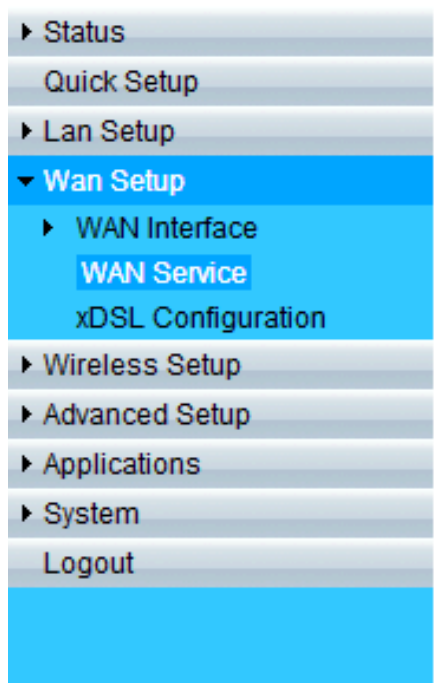 Status
Quick Setup
Lan Setup
Wan Setup
WAN Interface
WAN Service
xDSL Configuration
Wireless Setup
Advanced Setup
Applications
System
Logout